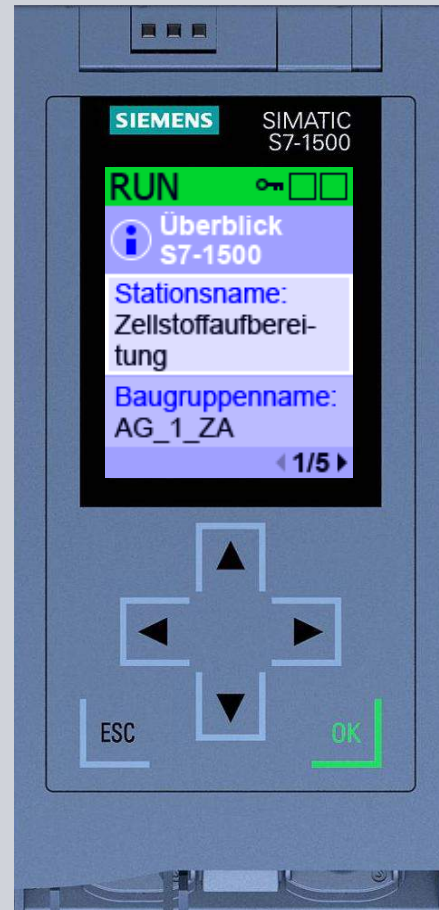 SIEMENS
SIMATIC
S7-1500
RUN
Überblick
S7-1500
Stationsname:
Zellstoffaufberei-
tung
Baugruppenname:
AG_1_ZA
1/5
ESC
OK